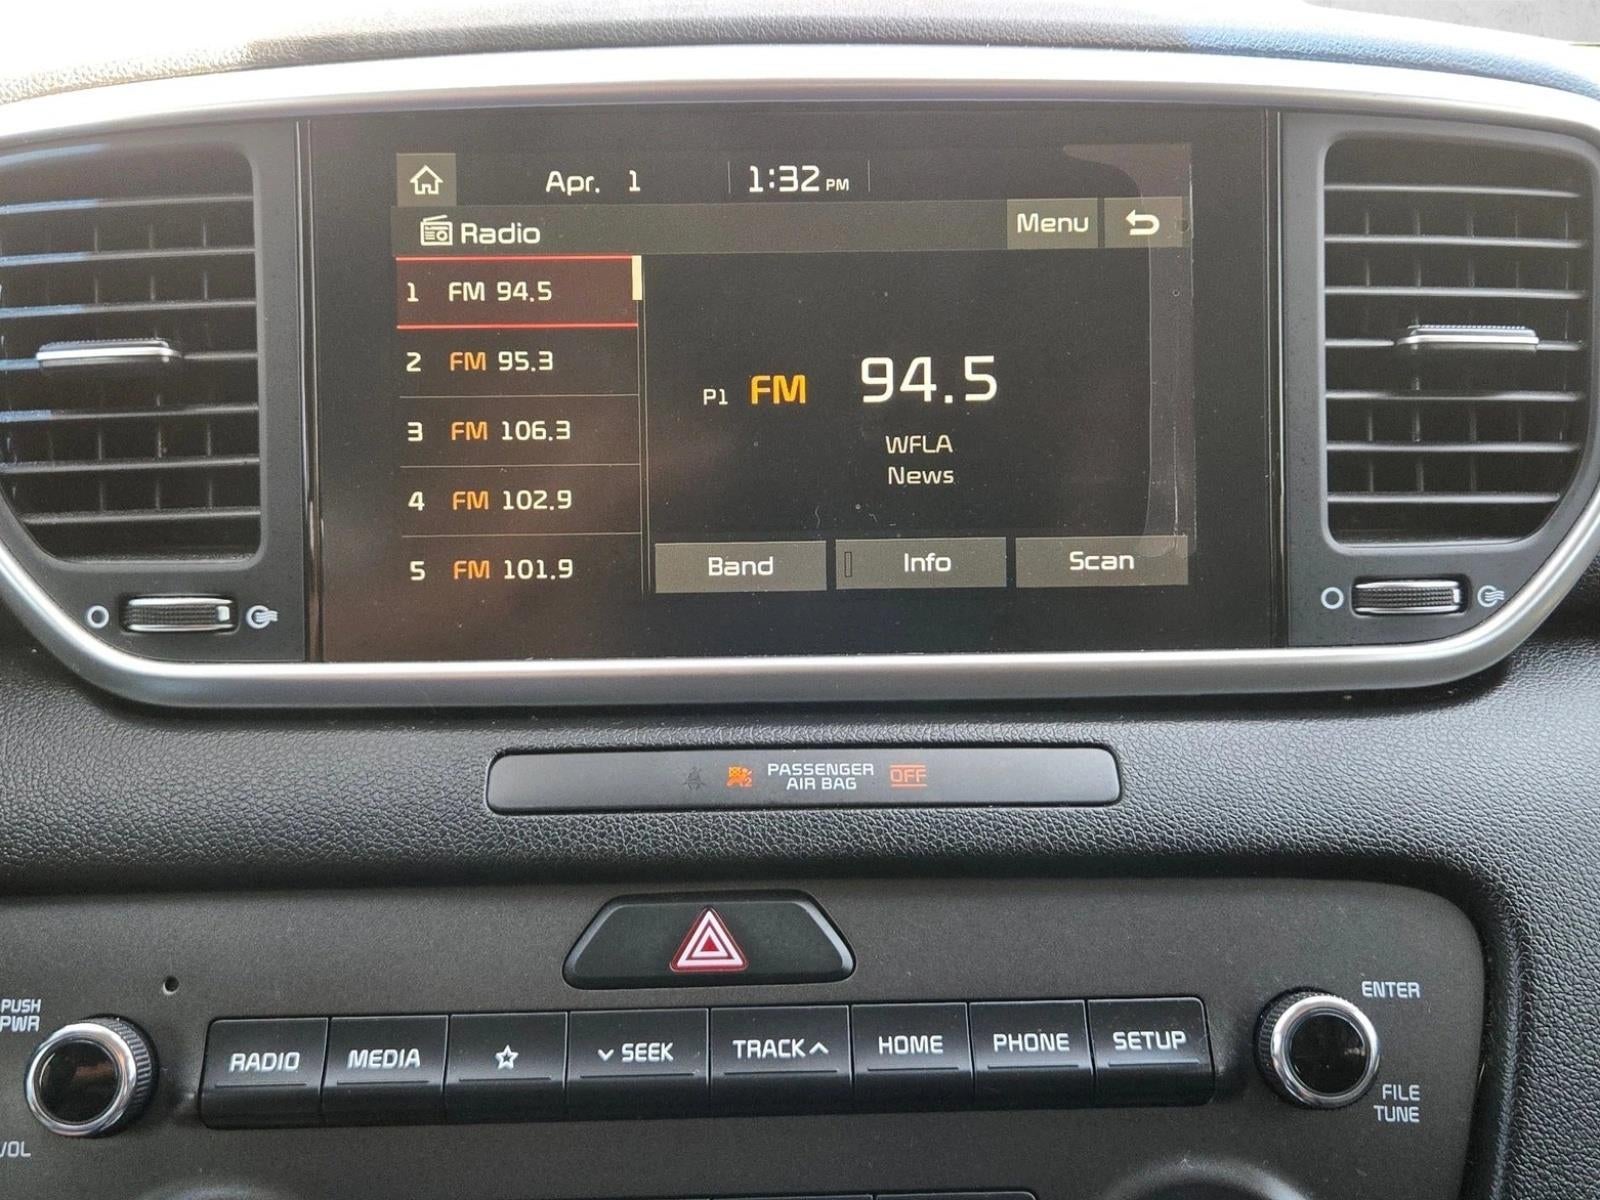 Apr. 1 1:32 PM
Radio Menu
1 FM 94.5
2 FM 95.3
3 FM 106.3
4 FM 102.9
5 FM 101.9
P1 FM 94.5
WFLA
News
Band Info Scan
PASSENGER
AIR BAG OFF
PUSH
PWR
VOL
RADIO MEDIA SEEK TRACK HOME PHONE SETUP
ENTER
FILE
TUNE